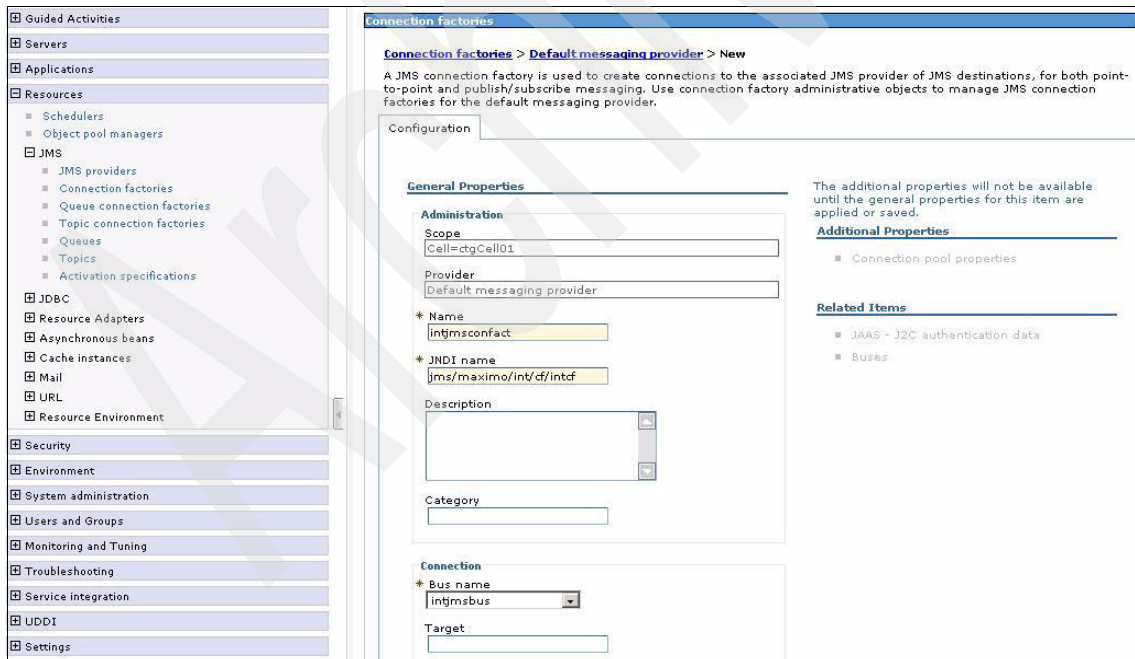 Guided Activities
Servers
Applications
Resources
Schedulers
Object pool managers
JMS
JMS providers
Connection factories
Queue connection factories
Topic connection factories
Queues
Topics
Activation specifications
JDBC
Resource Adapters
Asynchronous beans
Cache instances
Mail
URL
Resource Environment
Security
Environment
System administration
Users and Groups
Monitoring and Tuning
Troubleshooting
Service integration
UDDI
Settings
Connection factories
Connection factories > Default messaging provider > New
A JMS connection factory is used to create connections to the associated JMS provider of JMS destinations, for both point-
to-point and publish/subscribe messaging. Use connection factory administrative objects to manage JMS connection
factories for the default messaging provider.
Configuration
General Properties
Administration
Scope
Cell=ctgCell01
Provider
Default messaging provider
* Name
intjmsconfact
* JNDI name
jms/maximo/int/cf/intcf
Description
Category
Connection
* Bus name
intjmsbus
Target
The additional properties will not be available
until the general properties for this item are
applied or saved.
Additional Properties
Connection pool properties
Related Items
JAAS - J2C authentication data
Buses